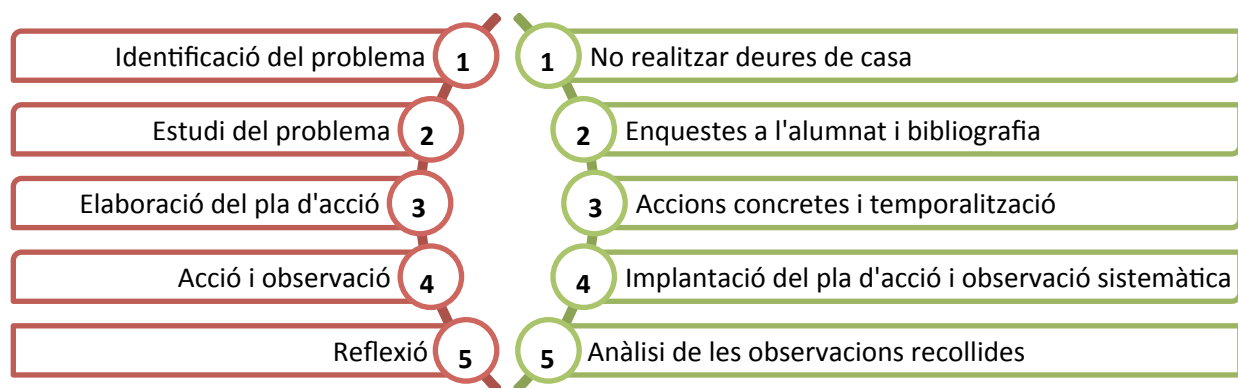 Identificació del problema 1
1 No realitzar deures de casa
Estudi del problema 2
2 Enquestes a l'alumnat i bibliografia
Elaboració del pla d'acció 3
3 Accions concretes i temporalització
Acció i observació 4
4 Implantació del pla d'acció i observació sistemàtica
Reflexió 5
5 Anàlisi de les observacions recollides